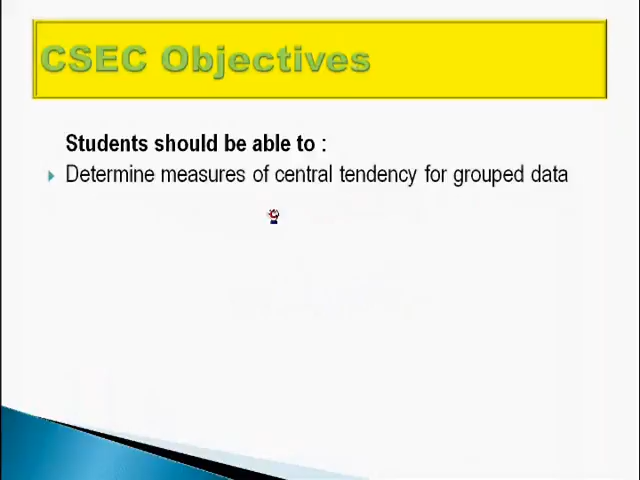 CSEC Objectives
Students should be able to :
Determine measures of central tendency for grouped data